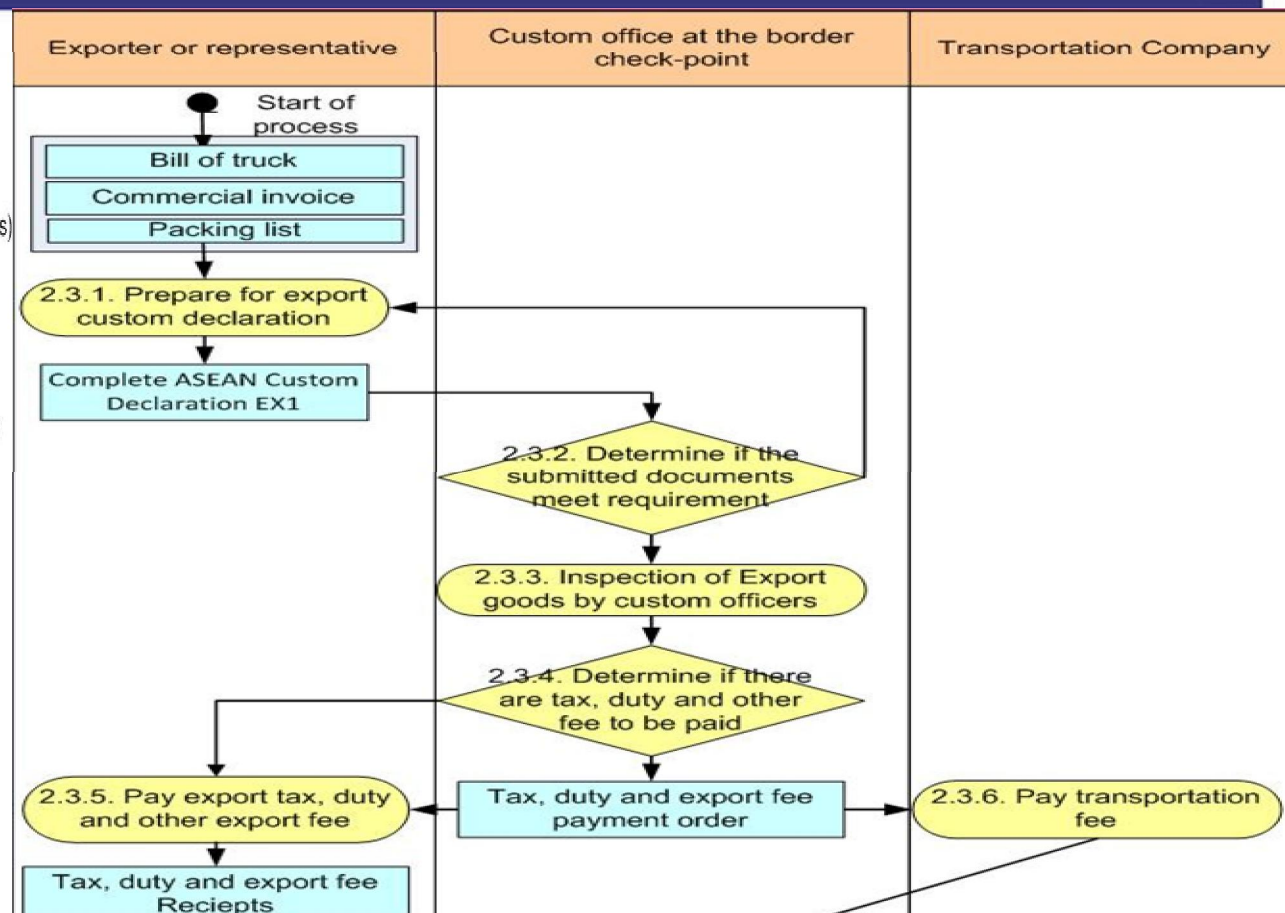 Exporter or representative
Custom office at the border
check-point
Transportation Company
Start of
process
Bill of truck
Commercial invoice
Packing list
s)
2.3.1. Prepare for export
custom declaration
Complete ASEAN Custom
Declaration EX1
2.3.2. Determine if the
submitted documents
meet requirement
2.3.3. Inspection of Export
goods by custom officers
2.3.4. Determine if there
are tax, duty and other
fee to be paid
2.3.5. Pay export tax, duty
and other export fee
Tax, duty and export fee
payment order
2.3.6. Pay transportation
fee
Tax, duty and export fee
Reciepts